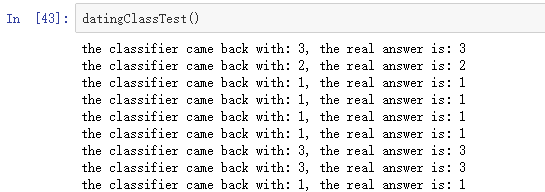 In [43]: datingClassTest()
the classifier came back with: 3, the real answer is: 3
the classifier came back with: 2, the real answer is: 2
the classifier came back with: 1, the real answer is: 1
the classifier came back with: 1, the real answer is: 1
the classifier came back with: 1, the real answer is: 1
the classifier came back with: 1, the real answer is: 1
the classifier came back with: 3, the real answer is: 3
the classifier came back with: 3, the real answer is: 3
the classifier came back with: 1, the real answer is: 1